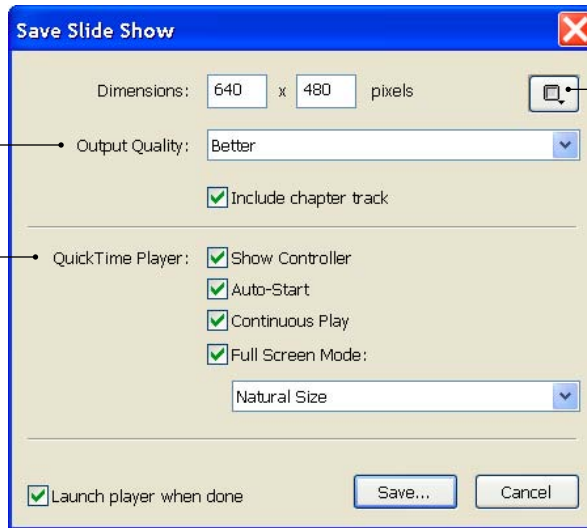 Save Slide Show
Dimensions: 640 x 480 pixels
Output Quality: Better
Include chapter track
QuickTime Player: Show Controller
Auto-Start
Continuous Play
Full Screen Mode:
Natural Size
Launch player when done Save... Cancel